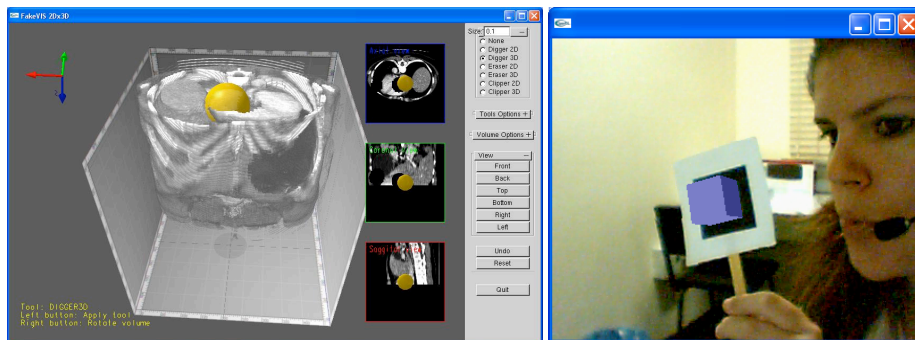 FakeVIS 2Dx3D
Size: 0.1
None
Digger 2D
Digger 3D
Eraser 2D
Eraser 3D
Clipper 2D
Clipper 3D
Tools Options +
Volume Options +
View
Front
Back
Top
Bottom
Right
Left
Undo
Reset
Quit
Tool: DIGGER3D
Left button: Apply tool
Right button: Rotate volume